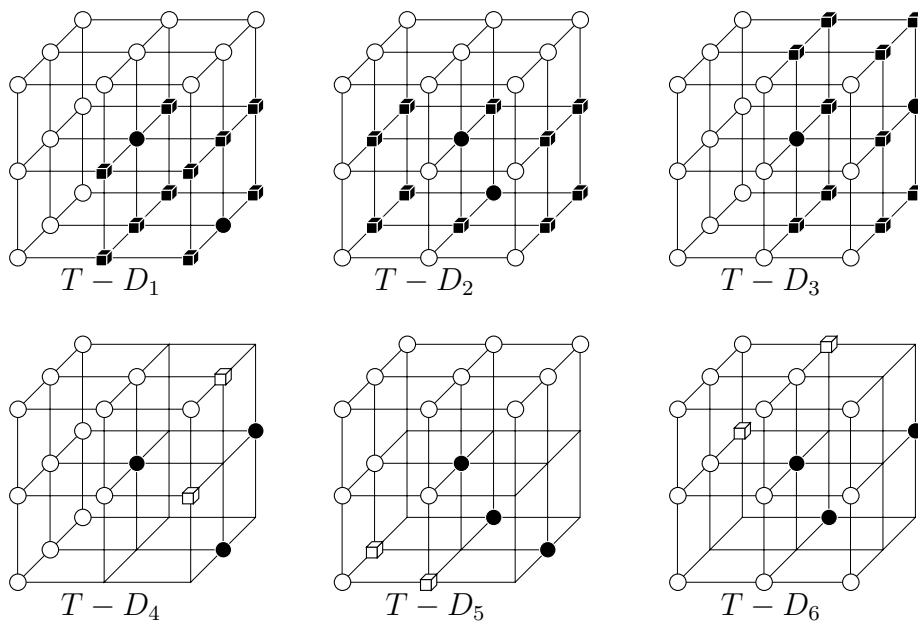 T − D₁ T − D₂ T − D₃
T − D₄ T − D₅ T − D₆